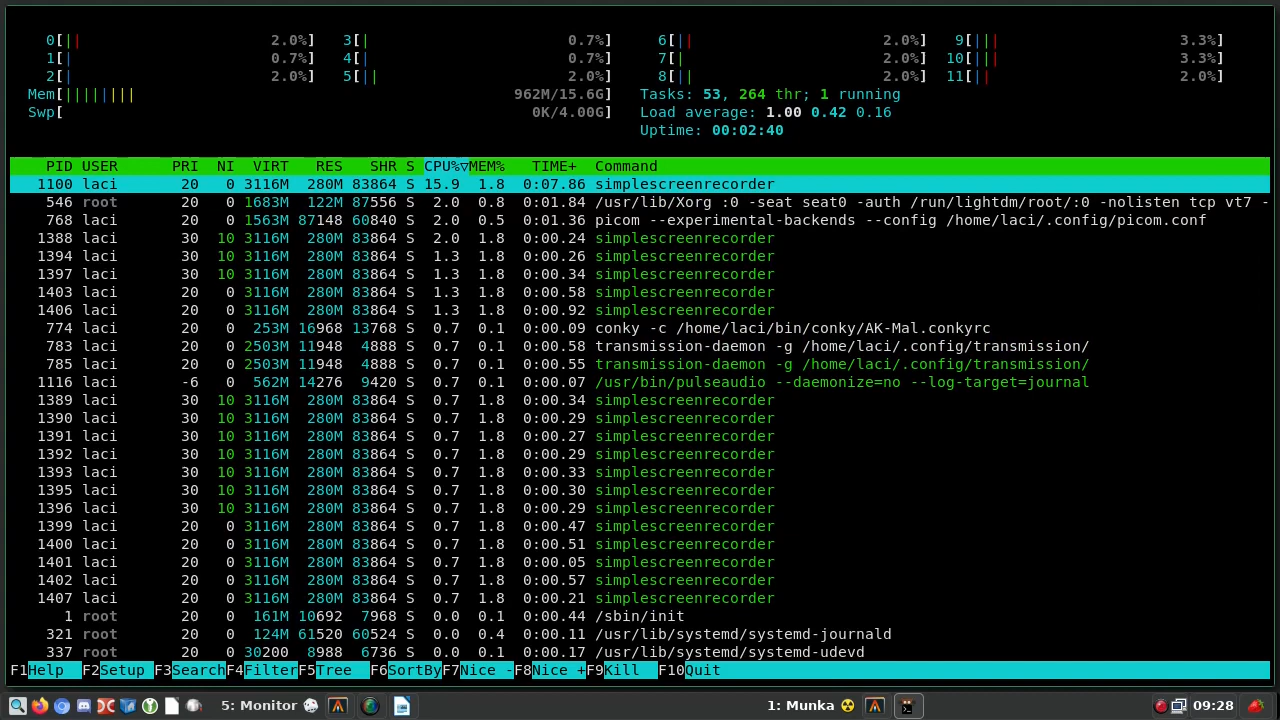 0[|| 2.0%] 3[| 0.7%] 6[|| 2.0%] 9[||| 3.3%]
1[| 0.7%] 4[| 0.7%] 7[| 2.0%] 10[||| 3.3%]
2[| 2.0%] 5[|| 2.0%] 8[|| 2.0%] 11[|| 2.0%]
Mem[|||||||| 962M/15.6G] Tasks: 53, 264 thr; 1 running
Swp[ 0K/4.00G] Load average: 1.00 0.42 0.16
Uptime: 00:02:40
PID USER PRI NI VIRT RES SHR S CPU%▽MEM% TIME+ Command
1100 laci 20 0 3116M 280M 83864 S 15.9 1.8 0:07.86 simplescreenrecorder
546 root 20 0 1683M 122M 87556 S 2.0 0.8 0:01.84 /usr/lib/Xorg :0 -seat seat0 -auth /run/lightdm/root/:0 -nolisten tcp vt7 -
768 laci 20 0 1563M 87148 60840 S 2.0 0.5 0:01.36 picom --experimental-backends --config /home/laci/.config/picom.conf
1388 laci 30 10 3116M 280M 83864 S 2.0 1.8 0:00.24 simplescreenrecorder
1394 laci 30 10 3116M 280M 83864 S 1.3 1.8 0:00.26 simplescreenrecorder
1397 laci 30 10 3116M 280M 83864 S 1.3 1.8 0:00.34 simplescreenrecorder
1403 laci 20 0 3116M 280M 83864 S 1.3 1.8 0:00.58 simplescreenrecorder
1406 laci 20 0 3116M 280M 83864 S 1.3 1.8 0:00.92 simplescreenrecorder
774 laci 20 0 253M 16968 13768 S 0.7 0.1 0:00.09 conky -c /home/laci/bin/conky/AK-Mal.conkyrc
783 laci 20 0 2503M 11948 4888 S 0.7 0.1 0:00.58 transmission-daemon -g /home/laci/.config/transmission/
785 laci 20 0 2503M 11948 4888 S 0.7 0.1 0:00.55 transmission-daemon -g /home/laci/.config/transmission/
1116 laci -6 0 562M 14276 9420 S 0.7 0.1 0:00.07 /usr/bin/pulseaudio --daemonize=no --log-target=journal
1389 laci 30 10 3116M 280M 83864 S 0.7 1.8 0:00.34 simplescreenrecorder
1390 laci 30 10 3116M 280M 83864 S 0.7 1.8 0:00.29 simplescreenrecorder
1391 laci 30 10 3116M 280M 83864 S 0.7 1.8 0:00.27 simplescreenrecorder
1392 laci 30 10 3116M 280M 83864 S 0.7 1.8 0:00.29 simplescreenrecorder
1393 laci 30 10 3116M 280M 83864 S 0.7 1.8 0:00.33 simplescreenrecorder
1395 laci 30 10 3116M 280M 83864 S 0.7 1.8 0:00.30 simplescreenrecorder
1396 laci 30 10 3116M 280M 83864 S 0.7 1.8 0:00.29 simplescreenrecorder
1399 laci 20 0 3116M 280M 83864 S 0.7 1.8 0:00.47 simplescreenrecorder
1400 laci 20 0 3116M 280M 83864 S 0.7 1.8 0:00.51 simplescreenrecorder
1401 laci 20 0 3116M 280M 83864 S 0.7 1.8 0:00.05 simplescreenrecorder
1402 laci 20 0 3116M 280M 83864 S 0.7 1.8 0:00.57 simplescreenrecorder
1407 laci 20 0 3116M 280M 83864 S 0.7 1.8 0:00.21 simplescreenrecorder
1 root 20 0 161M 10692 7968 S 0.0 0.1 0:00.44 /sbin/init
321 root 20 0 124M 61520 60524 S 0.0 0.4 0:00.11 /usr/lib/systemd/systemd-journald
337 root 20 0 30200 8988 6736 S 0.0 0.1 0:00.17 /usr/lib/systemd/systemd-udevd
F1Help F2Setup F3SearchF4FilterF5Tree F6SortByF7Nice -F8Nice +F9Kill F10Quit
5: Monitor 1: Munka 09:28